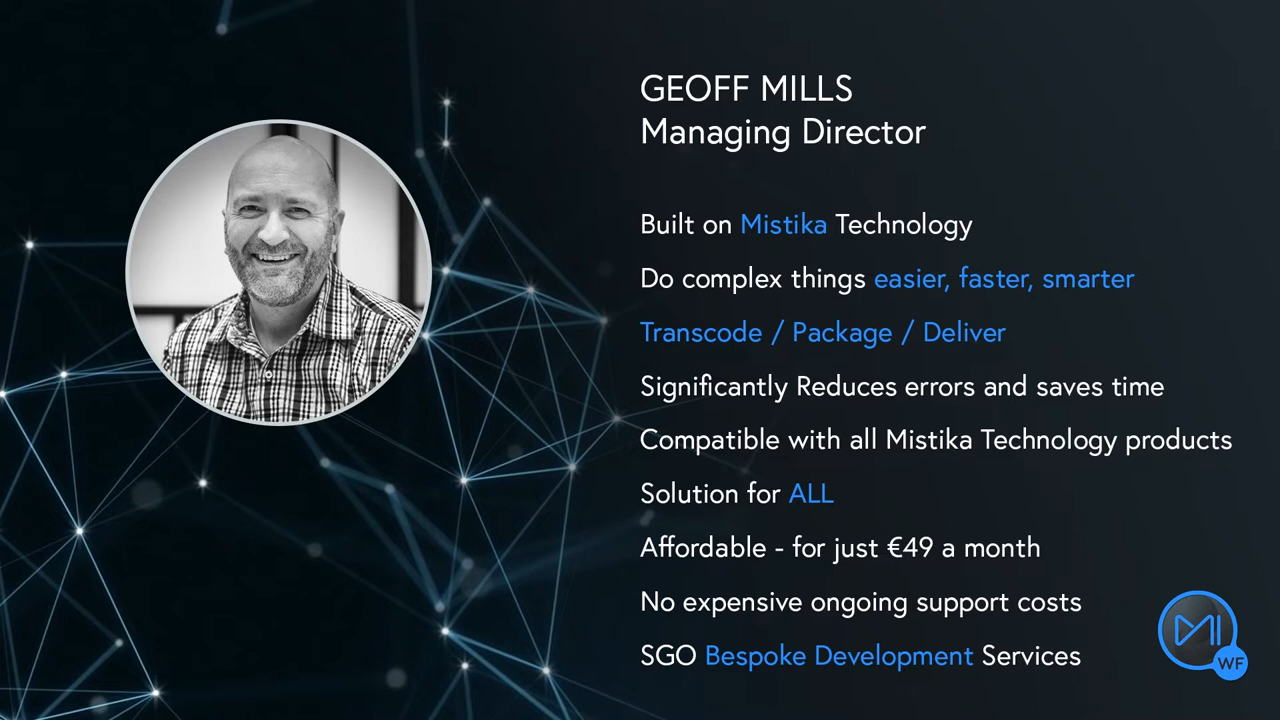 GEOFF MILLS
Managing Director
Built on Mistika Technology
Do complex things easier, faster, smarter
Transcode / Package / Deliver
Significantly Reduces errors and saves time
Compatible with all Mistika Technology products
Solution for ALL
Affordable - for just €49 a month
No expensive ongoing support costs
SGO Bespoke Development Services
WF